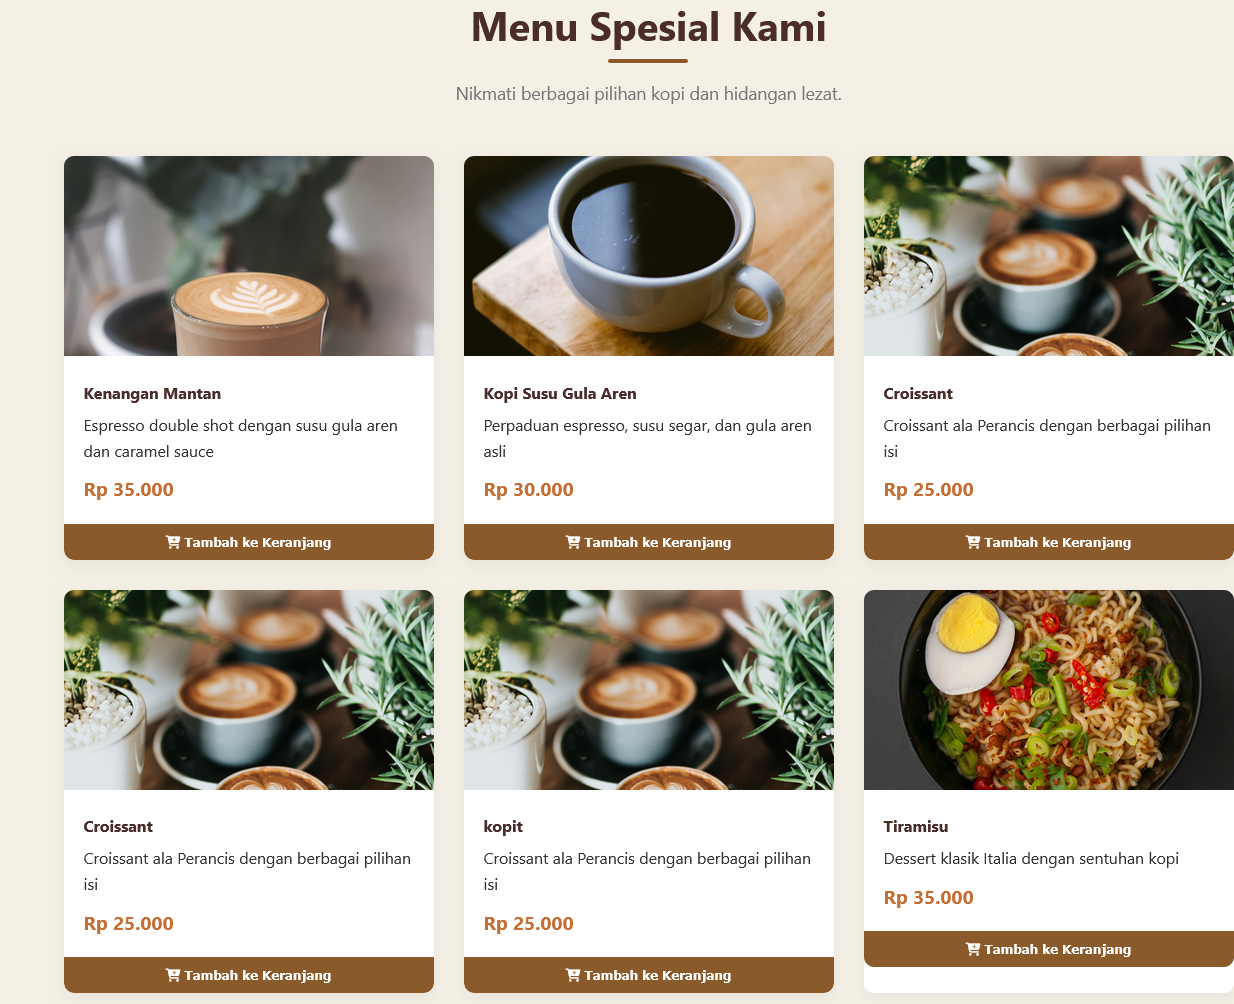 Menu Spesial Kami
Nikmati berbagai pilihan kopi dan hidangan lezat.
Kenangan Mantan
Espresso double shot dengan susu gula aren
dan caramel sauce
Rp 35.000
Tambah ke Keranjang
Kopi Susu Gula Aren
Perpaduan espresso, susu segar, dan gula aren
asli
Rp 30.000
Tambah ke Keranjang
Croissant
Croissant ala Perancis dengan berbagai pilihan
isi
Rp 25.000
Tambah ke Keranjang
Croissant
Croissant ala Perancis dengan berbagai pilihan
isi
Rp 25.000
Tambah ke Keranjang
kopit
Croissant ala Perancis dengan berbagai pilihan
isi
Rp 25.000
Tambah ke Keranjang
Tiramisu
Dessert klasik Italia dengan sentuhan kopi
Rp 35.000
Tambah ke Keranjang